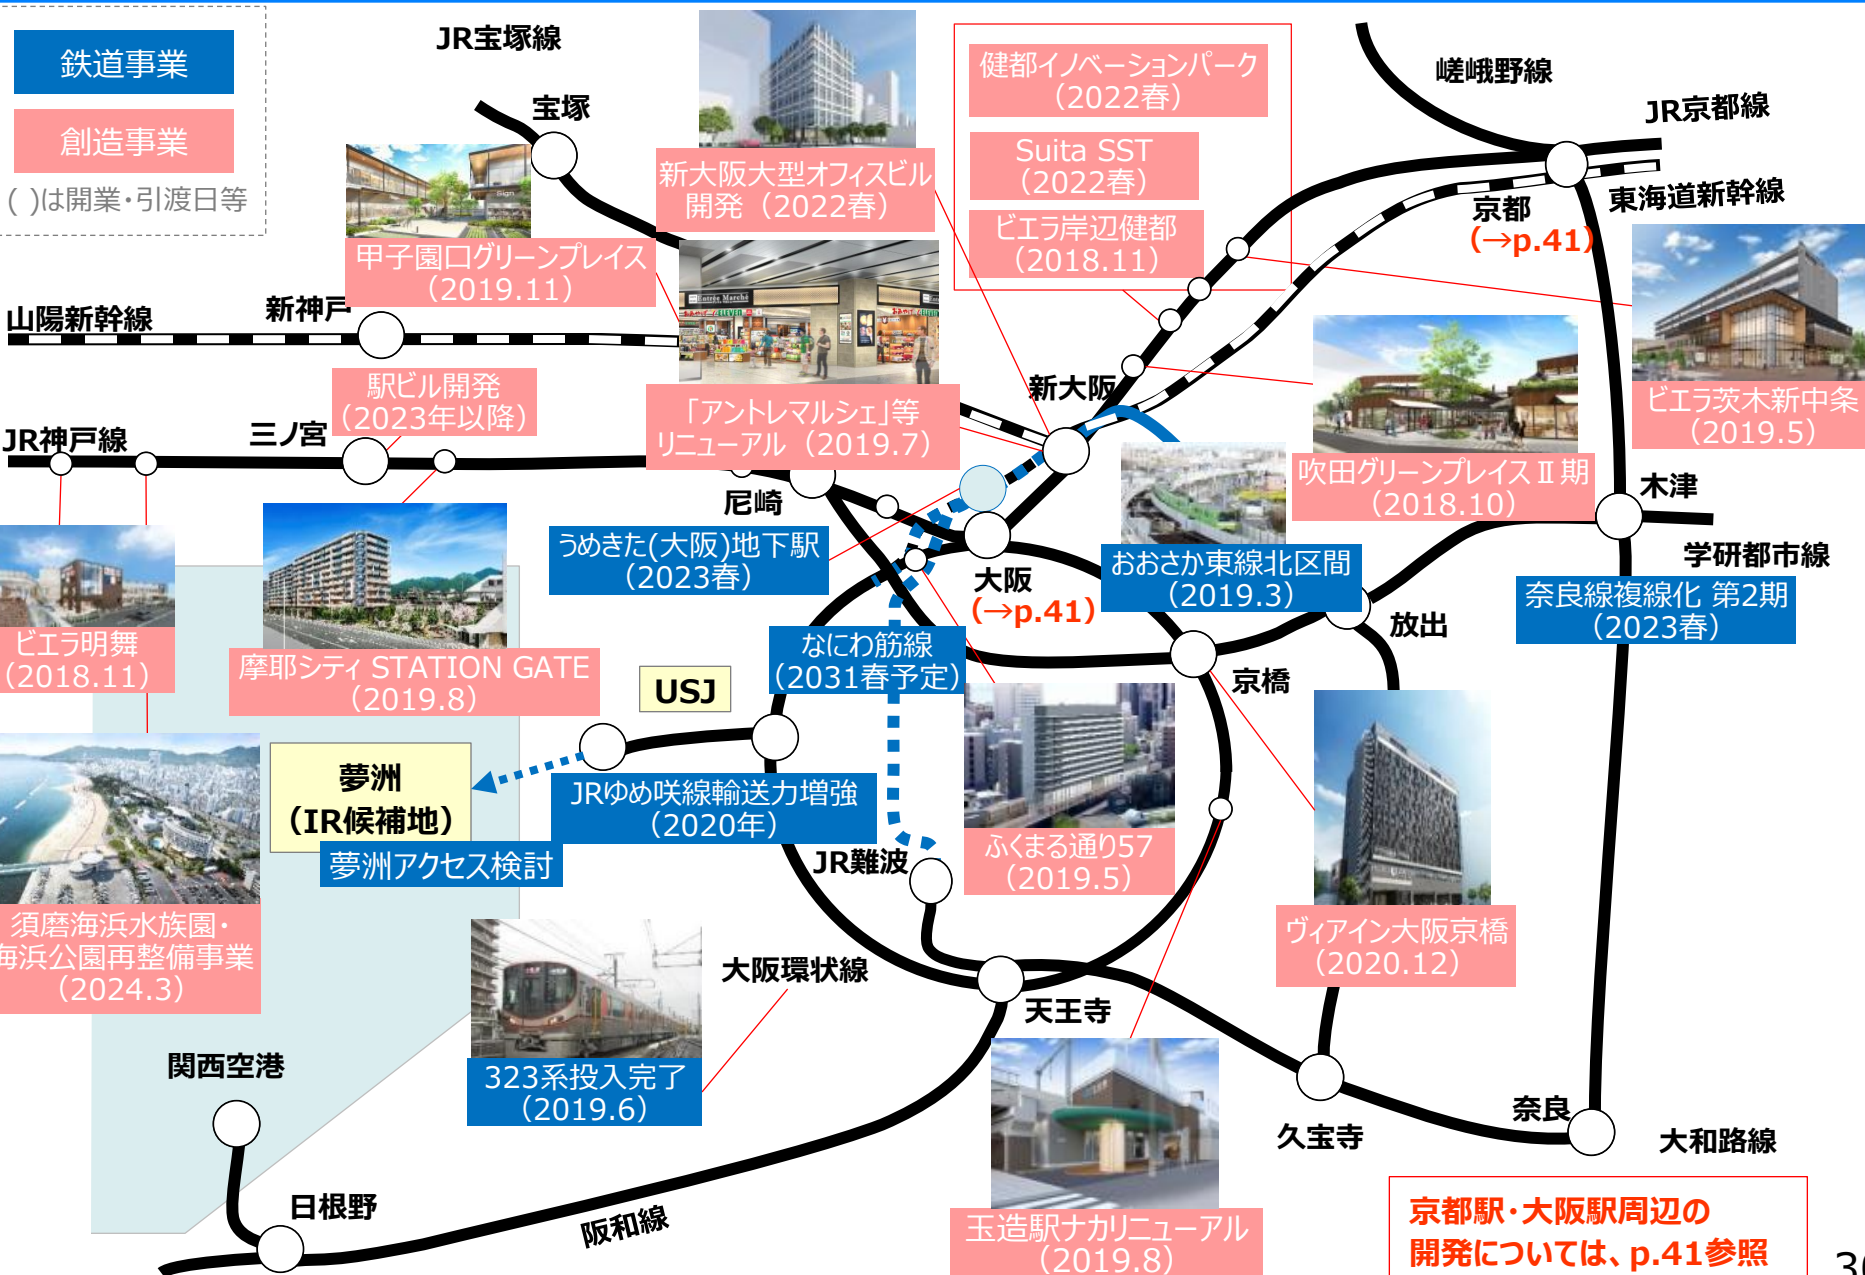 鉄道事業
創造事業
( )は開業・引渡日等
JR宝塚線
宝塚
新大阪大型オフィスビル
開発（2022春）
健都イノベーションパーク
（2022春）
Suita SST
（2022春）
ビエラ岸辺健都
（2018.11）
嵯峨野線
JR京都線
東海道新幹線
京都
（→p.41）
甲子園口グリーンプレイス
（2019.11）
山陽新幹線
新神戸
駅ビル開発
（2023年以降）
「アントレマルシェ」等
リニューアル（2019.7）
新大阪
ビエラ茨木新中条
（2019.5）
JR神戸線
三ノ宮
尼崎
吹田グリーンプレイスⅡ期
（2018.10）
木津
学研都市線
うめきた(大阪)地下駅
（2023春）
大阪
（→p.41）
おおさか東線北区間
（2019.3）
放出
奈良線複線化 第2期
（2023春）
ビエラ明舞
（2018.11）
摩耶シティ STATION GATE
（2019.8）
なにわ筋線
（2031春予定）
京橋
USJ
夢洲
（IR候補地）
夢洲アクセス検討
JRゆめ咲線輸送力増強
（2020年）
JR難波
ふくまる通り57
（2019.5）
ヴィアイン大阪京橋
（2020.12）
須磨海浜水族園・
海浜公園再整備事業
（2024.3）
大阪環状線
天王寺
323系投入完了
（2019.6）
関西空港
日根野
阪和線
玉造駅ナカリニューアル
（2019.8）
久宝寺
奈良
大和路線
京都駅・大阪駅周辺の
開発については、p.41参照